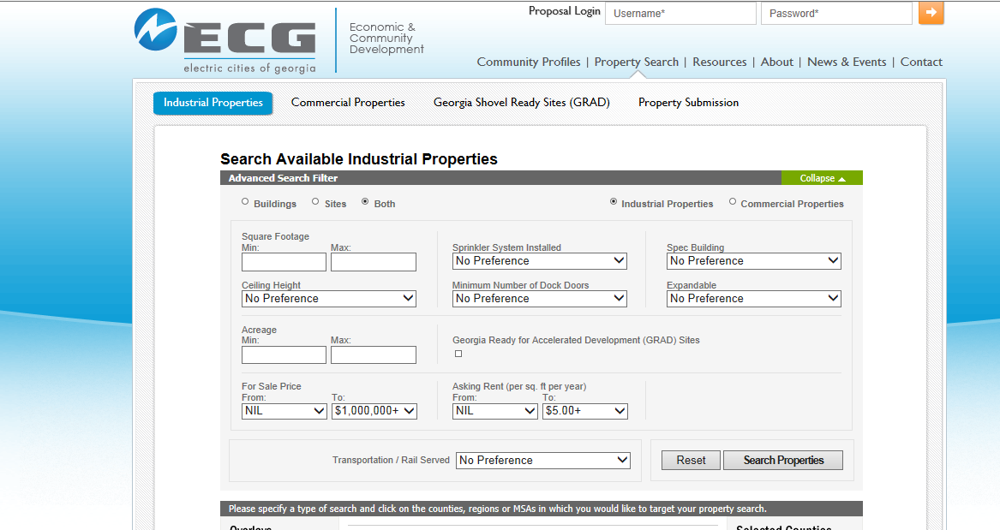 Proposal Login Username* Password*
ECG
electric cities of georgia
Economic &
Community
Development
Community Profiles | Property Search | Resources | About | News & Events | Contact
Industrial Properties Commercial Properties Georgia Shovel Ready Sites (GRAD) Property Submission
Search Available Industrial Properties
Advanced Search Filter Collapse
Buildings Sites Both Industrial Properties Commercial Properties
Square Footage
Min: Max: Sprinkler System Installed Spec Building
No Preference No Preference
Ceiling Height Minimum Number of Dock Doors Expandable
No Preference No Preference No Preference
Acreage
Min: Max: Georgia Ready for Accelerated Development (GRAD) Sites
For Sale Price Asking Rent (per sq. ft per year)
From: To: From: To:
NIL $1,000,000+ NIL $5.00+
Transportation / Rail Served No Preference Reset Search Properties
Please specify a type of search and click on the counties, regions or MSAs in which you would like to target your property search.
Overlays Selected Counties